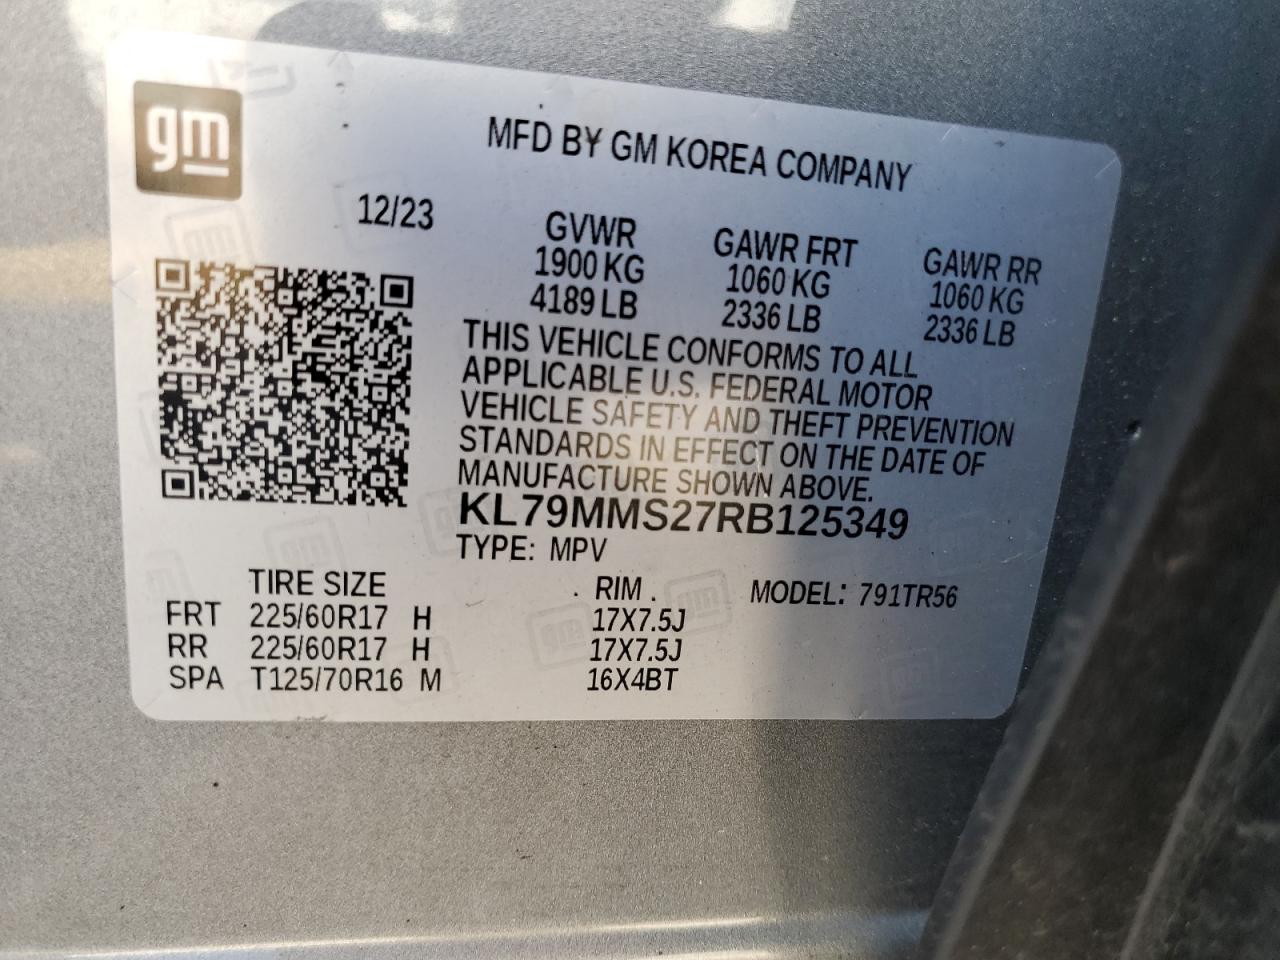 gm
MFD BY GM KOREA COMPANY
12/23
GVWR GAWR FRT GAWR RR
1900 KG 1060 KG 1060 KG
4189 LB 2336 LB 2336 LB
THIS VEHICLE CONFORMS TO ALL
APPLICABLE U.S. FEDERAL MOTOR
VEHICLE SAFETY AND THEFT PREVENTION
STANDARDS IN EFFECT ON THE DATE OF
MANUFACTURE SHOWN ABOVE.
KL79MMS27RB125349
TYPE: MPV
TIRE SIZE RIM MODEL: 791TR56
FRT 225/60R17 H 17X7.5J
RR 225/60R17 H 17X7.5J
SPA T125/70R16 M 16X4BT